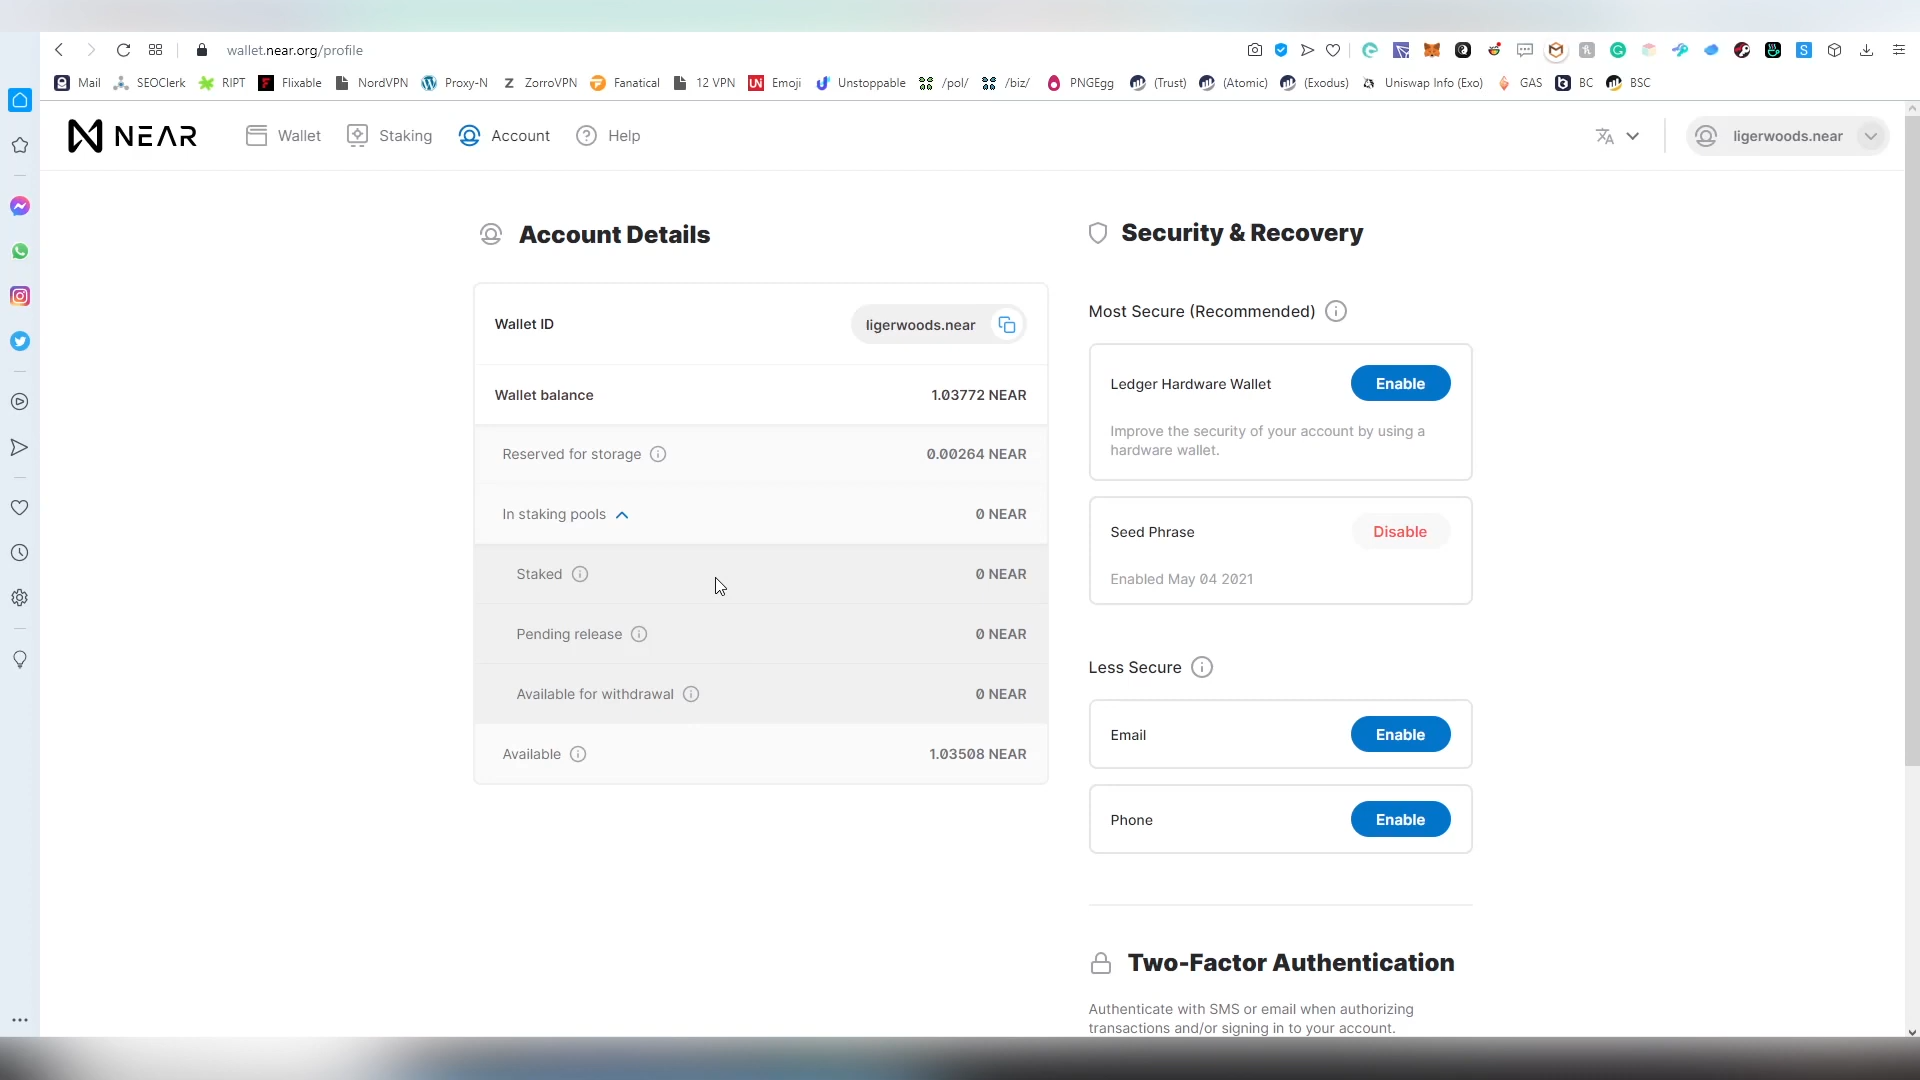 wallet.near.org/profile
Mail SEOClerk RIPT Flixable NordVPN Proxy-N ZorroVPN Fanatical 12 VPN Emoji Unstoppable /pol/ /biz/ PNGEgg (Trust) (Atomic) (Exodus) Uniswap Info (Exo) GAS BC BSC
NEAR Wallet Staking Account Help ligerwoods.near
Account Details
Wallet ID ligerwoods.near
Wallet balance 1.03772 NEAR
Reserved for storage 0.00264 NEAR
In staking pools 0 NEAR
Staked 0 NEAR
Pending release 0 NEAR
Available for withdrawal 0 NEAR
Available 1.03508 NEAR
Security & Recovery
Most Secure (Recommended)
Ledger Hardware Wallet Enable
Improve the security of your account by using a
hardware wallet.
Seed Phrase Disable
Enabled May 04 2021
Less Secure
Email Enable
Phone Enable
Two-Factor Authentication
Authenticate with SMS or email when authorizing
transactions and/or signing in to your account.